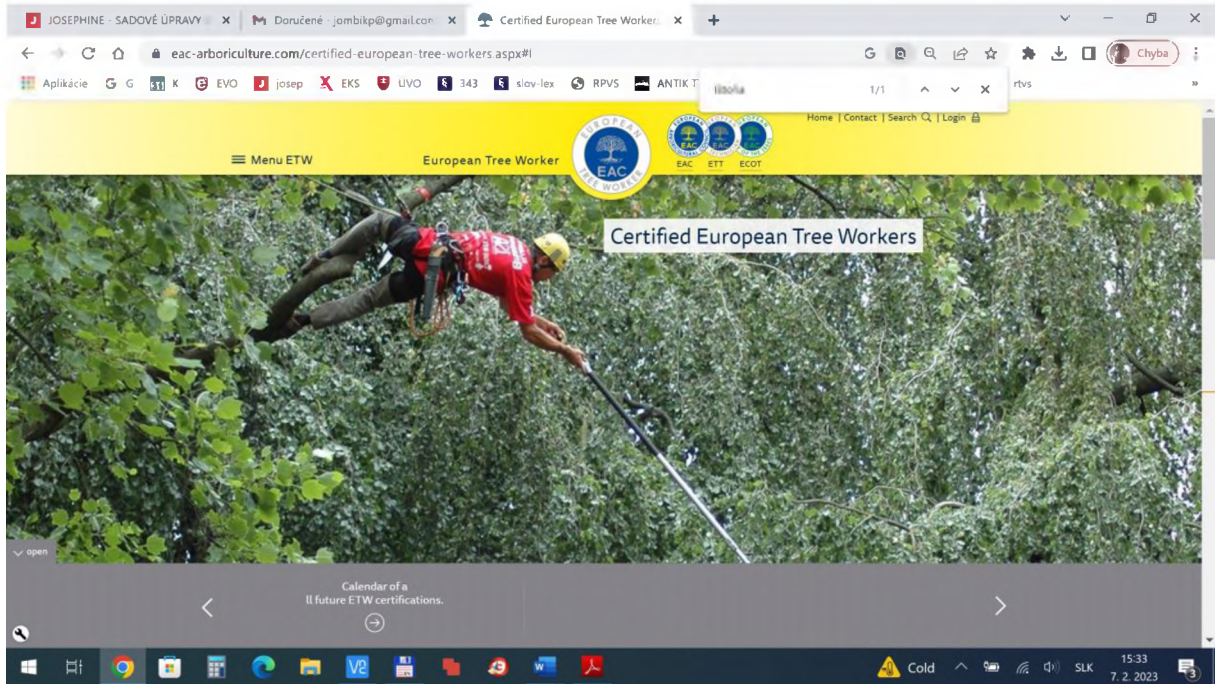 JOSEPHINE - SADOVÉ ÚPRAVY
Doručené - jombikp@gmail.con
Certified European Tree Worker
eac-arboriculture.com/certified-european-tree-workers.aspx#l
Chyba
Aplikácie G K EVO josep EKS UVO 343 slov-lex RPVS ANTIK T
1/1
rtvs
Home | Contact | Search | Login
Menu ETW
European Tree Worker
EUROPEAN
EAC
TREE WORKER
EAC ETT ECOT
Certified European Tree Workers
open
Calendar of a
ll future ETW certifications.
Cold
SLK
15:33
7. 2. 2023
3